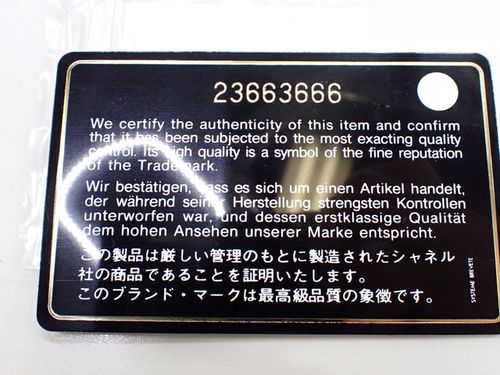 23663666
We certify the authenticity of this item and confirm
that it has been subjected to the most exacting quality
control. Its high quality is a symbol of the fine reputation
of the Trademark.
Wir bestätigen, dass es sich um einen Artikel handelt,
der während seiner Herstellung strengsten Kontrollen
unterworfen war, und dessen erstklassige Qualität
dem hohen Ansehen unserer Marke entspricht.
この製品は厳しい管理のもとに製造されたシャネル
社の商品であることを証明いたします。
このブランド・マークは最高級品質の象徴です。
SYSTEME BREVETE